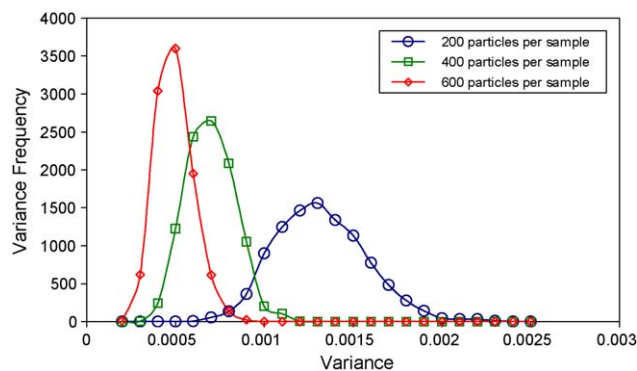 4000
3500
3000
2500
2000
1500
1000
500
0
Variance Frequency
200 particles per sample
400 particles per sample
600 particles per sample
0 0.0005 0.001 0.0015 0.002 0.0025 0.003
Variance